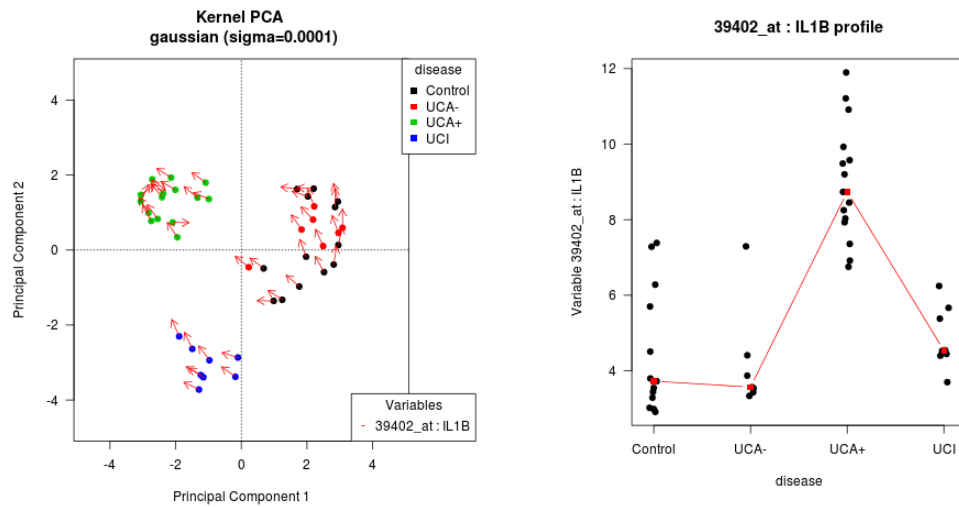 Kernel PCA
gaussian (sigma=0.0001)
disease
Control
UCA-
UCA+
UCI
4
2
0
-2
-4
Principal Component 2
Variables
39402_at : IL1B
-4 -2 0 2 4
Principal Component 1
39402_at : IL1B profile
12
10
8
6
4
Variable 39402_at : IL1B
Control UCA- UCA+ UCI
disease